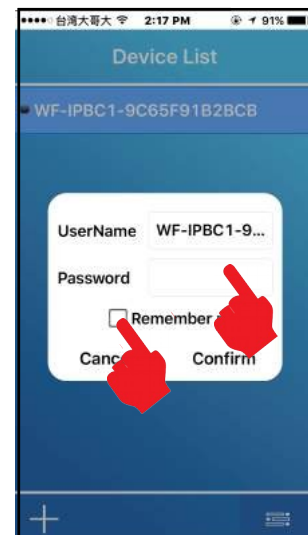 台湾大哥大 2:17 PM 91%
Device List
WF-IPBC1-9C65F91B2BCB
UserName WF-IPBC1-9...
Password
Remember
Confirm